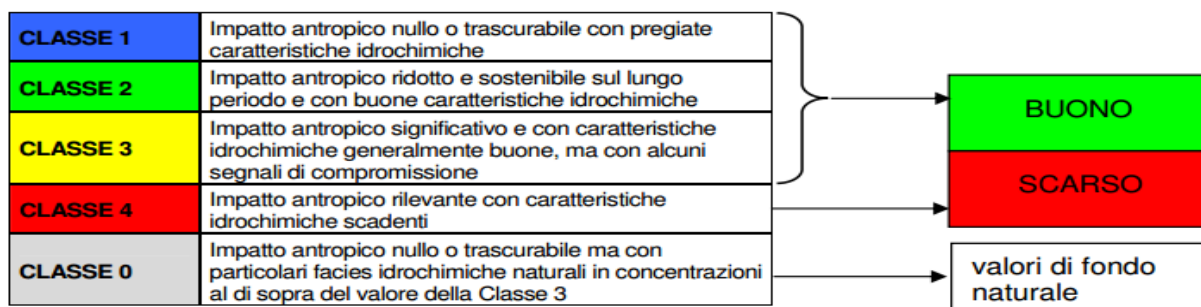 CLASSE 1
Impatto antropico nullo o trascurabile con pregiate
caratteristiche idrochimiche
CLASSE 2
Impatto antropico ridotto e sostenibile sul lungo
periodo e con buone caratteristiche idrochimiche
CLASSE 3
Impatto antropico significativo e con caratteristiche
idrochimiche generalmente buone, ma con alcuni
segnali di compromissione
CLASSE 4
Impatto antropico rilevante con caratteristiche
idrochimiche scadenti
CLASSE 0
Impatto antropico nullo o trascurabile ma con
particolari facies idrochimiche naturali in concentrazioni
al di sopra del valore della Classe 3
BUONO
SCARSO
valori di fondo
naturale